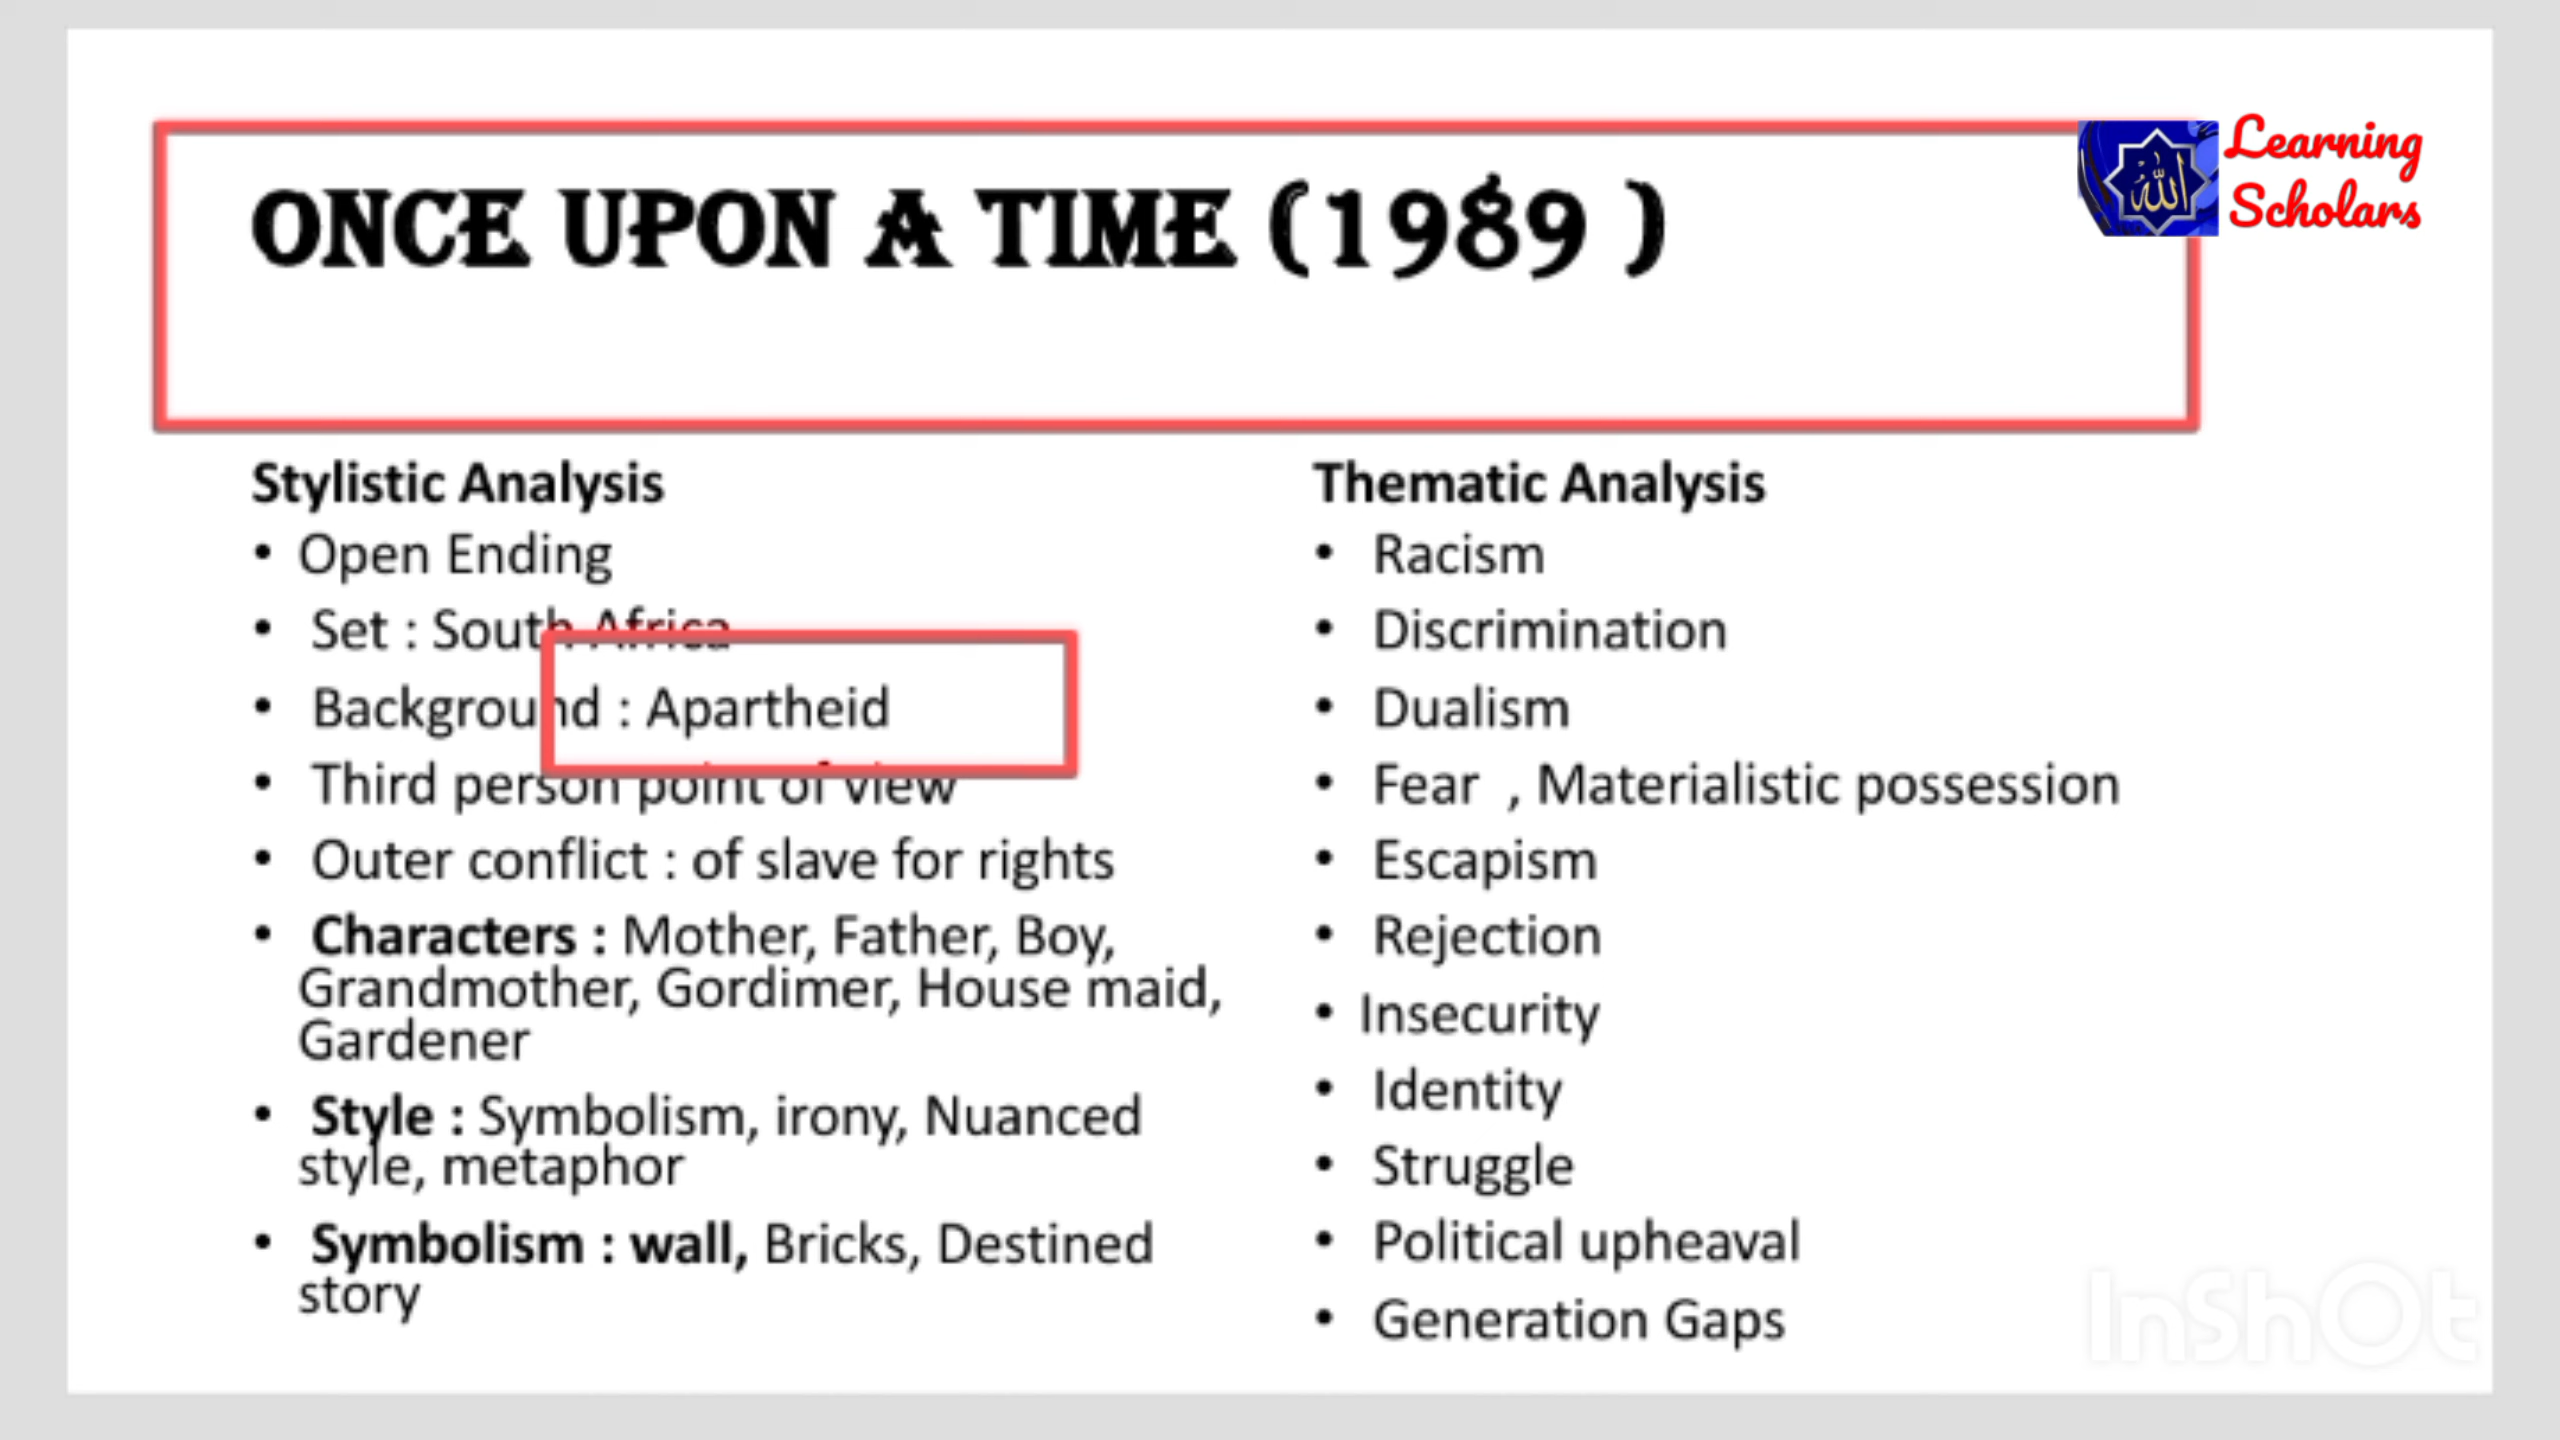 ONCE UPON A TIME (1989 )
Learning
Scholars
الله
Stylistic Analysis
• Open Ending
• Set : South Africa
• Background : Apartheid
• Third person point of view
• Outer conflict : of slave for rights
• Characters : Mother, Father, Boy,
Grandmother, Gordimer, House maid,
Gardener
• Style : Symbolism, irony, Nuanced
style, metaphor
• Symbolism : wall, Bricks, Destined
story
Thematic Analysis
• Racism
• Discrimination
• Dualism
• Fear , Materialistic possession
• Escapism
• Rejection
• Insecurity
• Identity
• Struggle
• Political upheaval
• Generation Gaps
InShOt